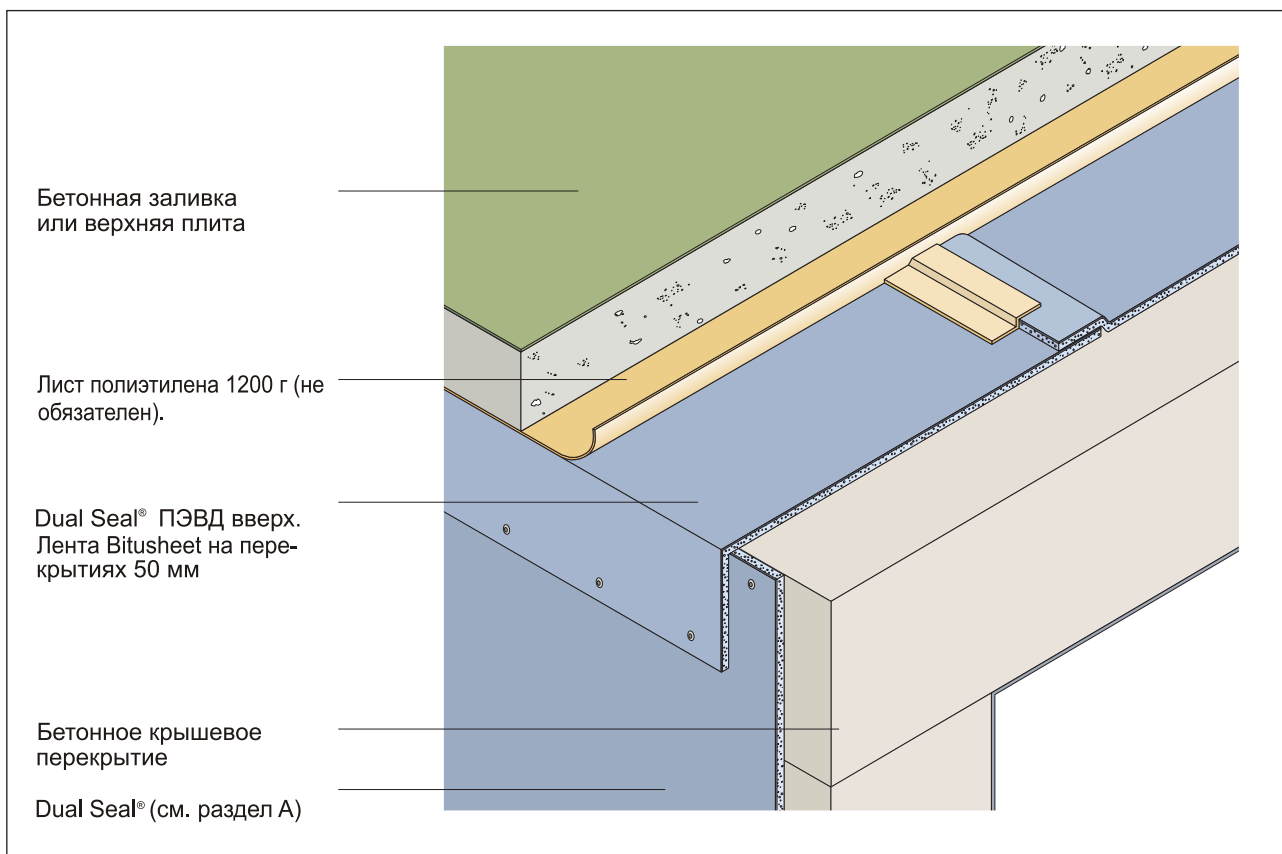 Бетонная заливка
или верхняя плита
Лист полиэтилена 1200 г (не
обязателен).
Dual Seal® ПЭВД вверх.
Лента Bitusheet на пере-
крытиях 50 мм
Бетонное крышевое
перекрытие
Dual Seal® (см. раздел А)